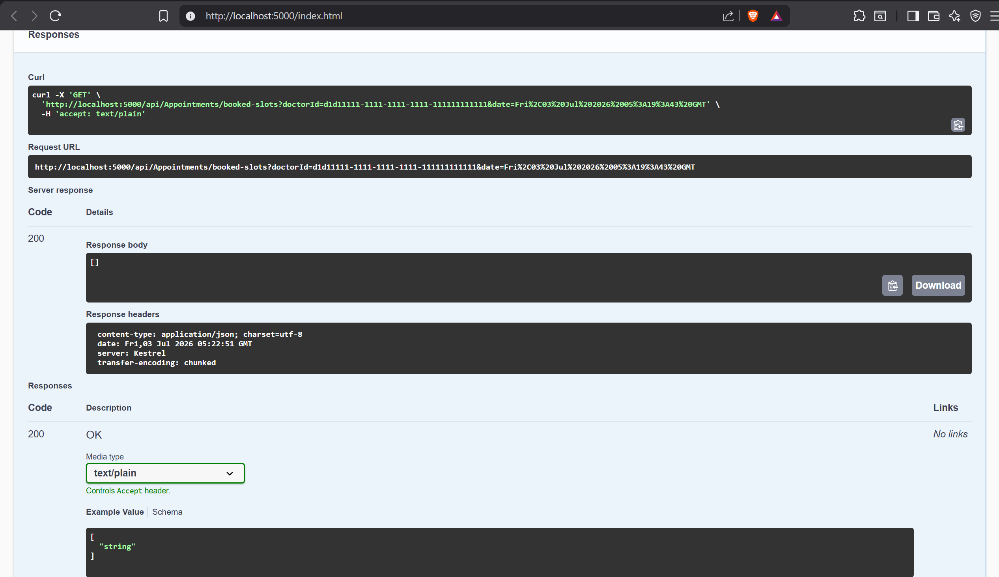 http://localhost:5000/index.html
Responses
Curl
curl -X 'GET' \
'http://localhost:5000/api/Appointments/booked-slots?doctorId=d1d11111-1111-1111-1111-111111111111&date=Fri%2C03%20Jul%202026%2005%3A19%3A43%20GMT' \
-H 'accept: text/plain'
Request URL
http://localhost:5000/api/Appointments/booked-slots?doctorId=d1d11111-1111-1111-1111-111111111111&date=Fri%2C03%20Jul%202026%2005%3A19%3A43%20GMT
Server response
Code Details
200
Response body
[]
Download
Response headers
content-type: application/json; charset=utf-8
date: Fri,03 Jul 2026 05:22:51 GMT
server: Kestrel
transfer-encoding: chunked
Responses
Code Description Links
200 OK No links
Media type
text/plain
Controls Accept header.
Example Value Schema
[
"string"
]